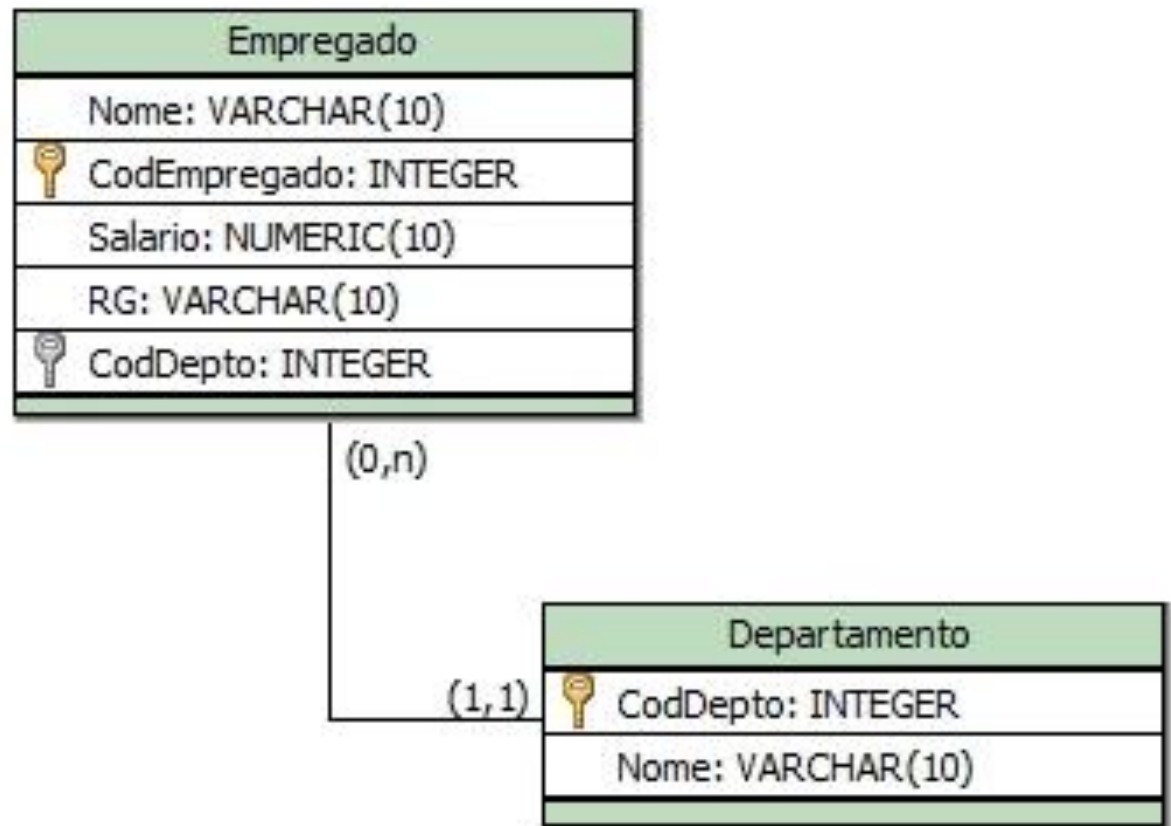 Empregado
Nome: VARCHAR(10)
CodEmpregado: INTEGER
Salario: NUMERIC(10)
RG: VARCHAR(10)
CodDepto: INTEGER
(0,n)
(1,1)
Departamento
CodDepto: INTEGER
Nome: VARCHAR(10)